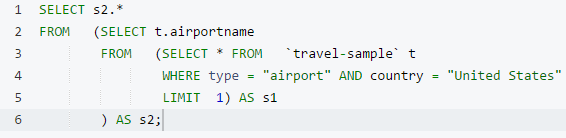 1 SELECT s2.*
2 FROM   (SELECT t.airportname
3         FROM   (SELECT * FROM   `travel-sample` t
4                 WHERE type = "airport" AND country = "United States"
5                 LIMIT  1) AS s1
6         ) AS s2;